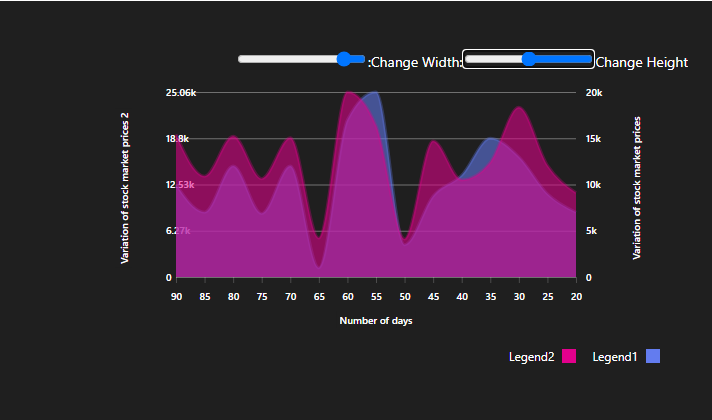 :Change Width:
Change Height
25.06k
20k
18.8k
15k
12.53k
10k
6.27k
5k
0
0
Variation of stock market prices 2
Variation of stock market prices
90 85 80 75 70 65 60 55 50 45 40 35 30 25 20
Number of days
Legend2
Legend1